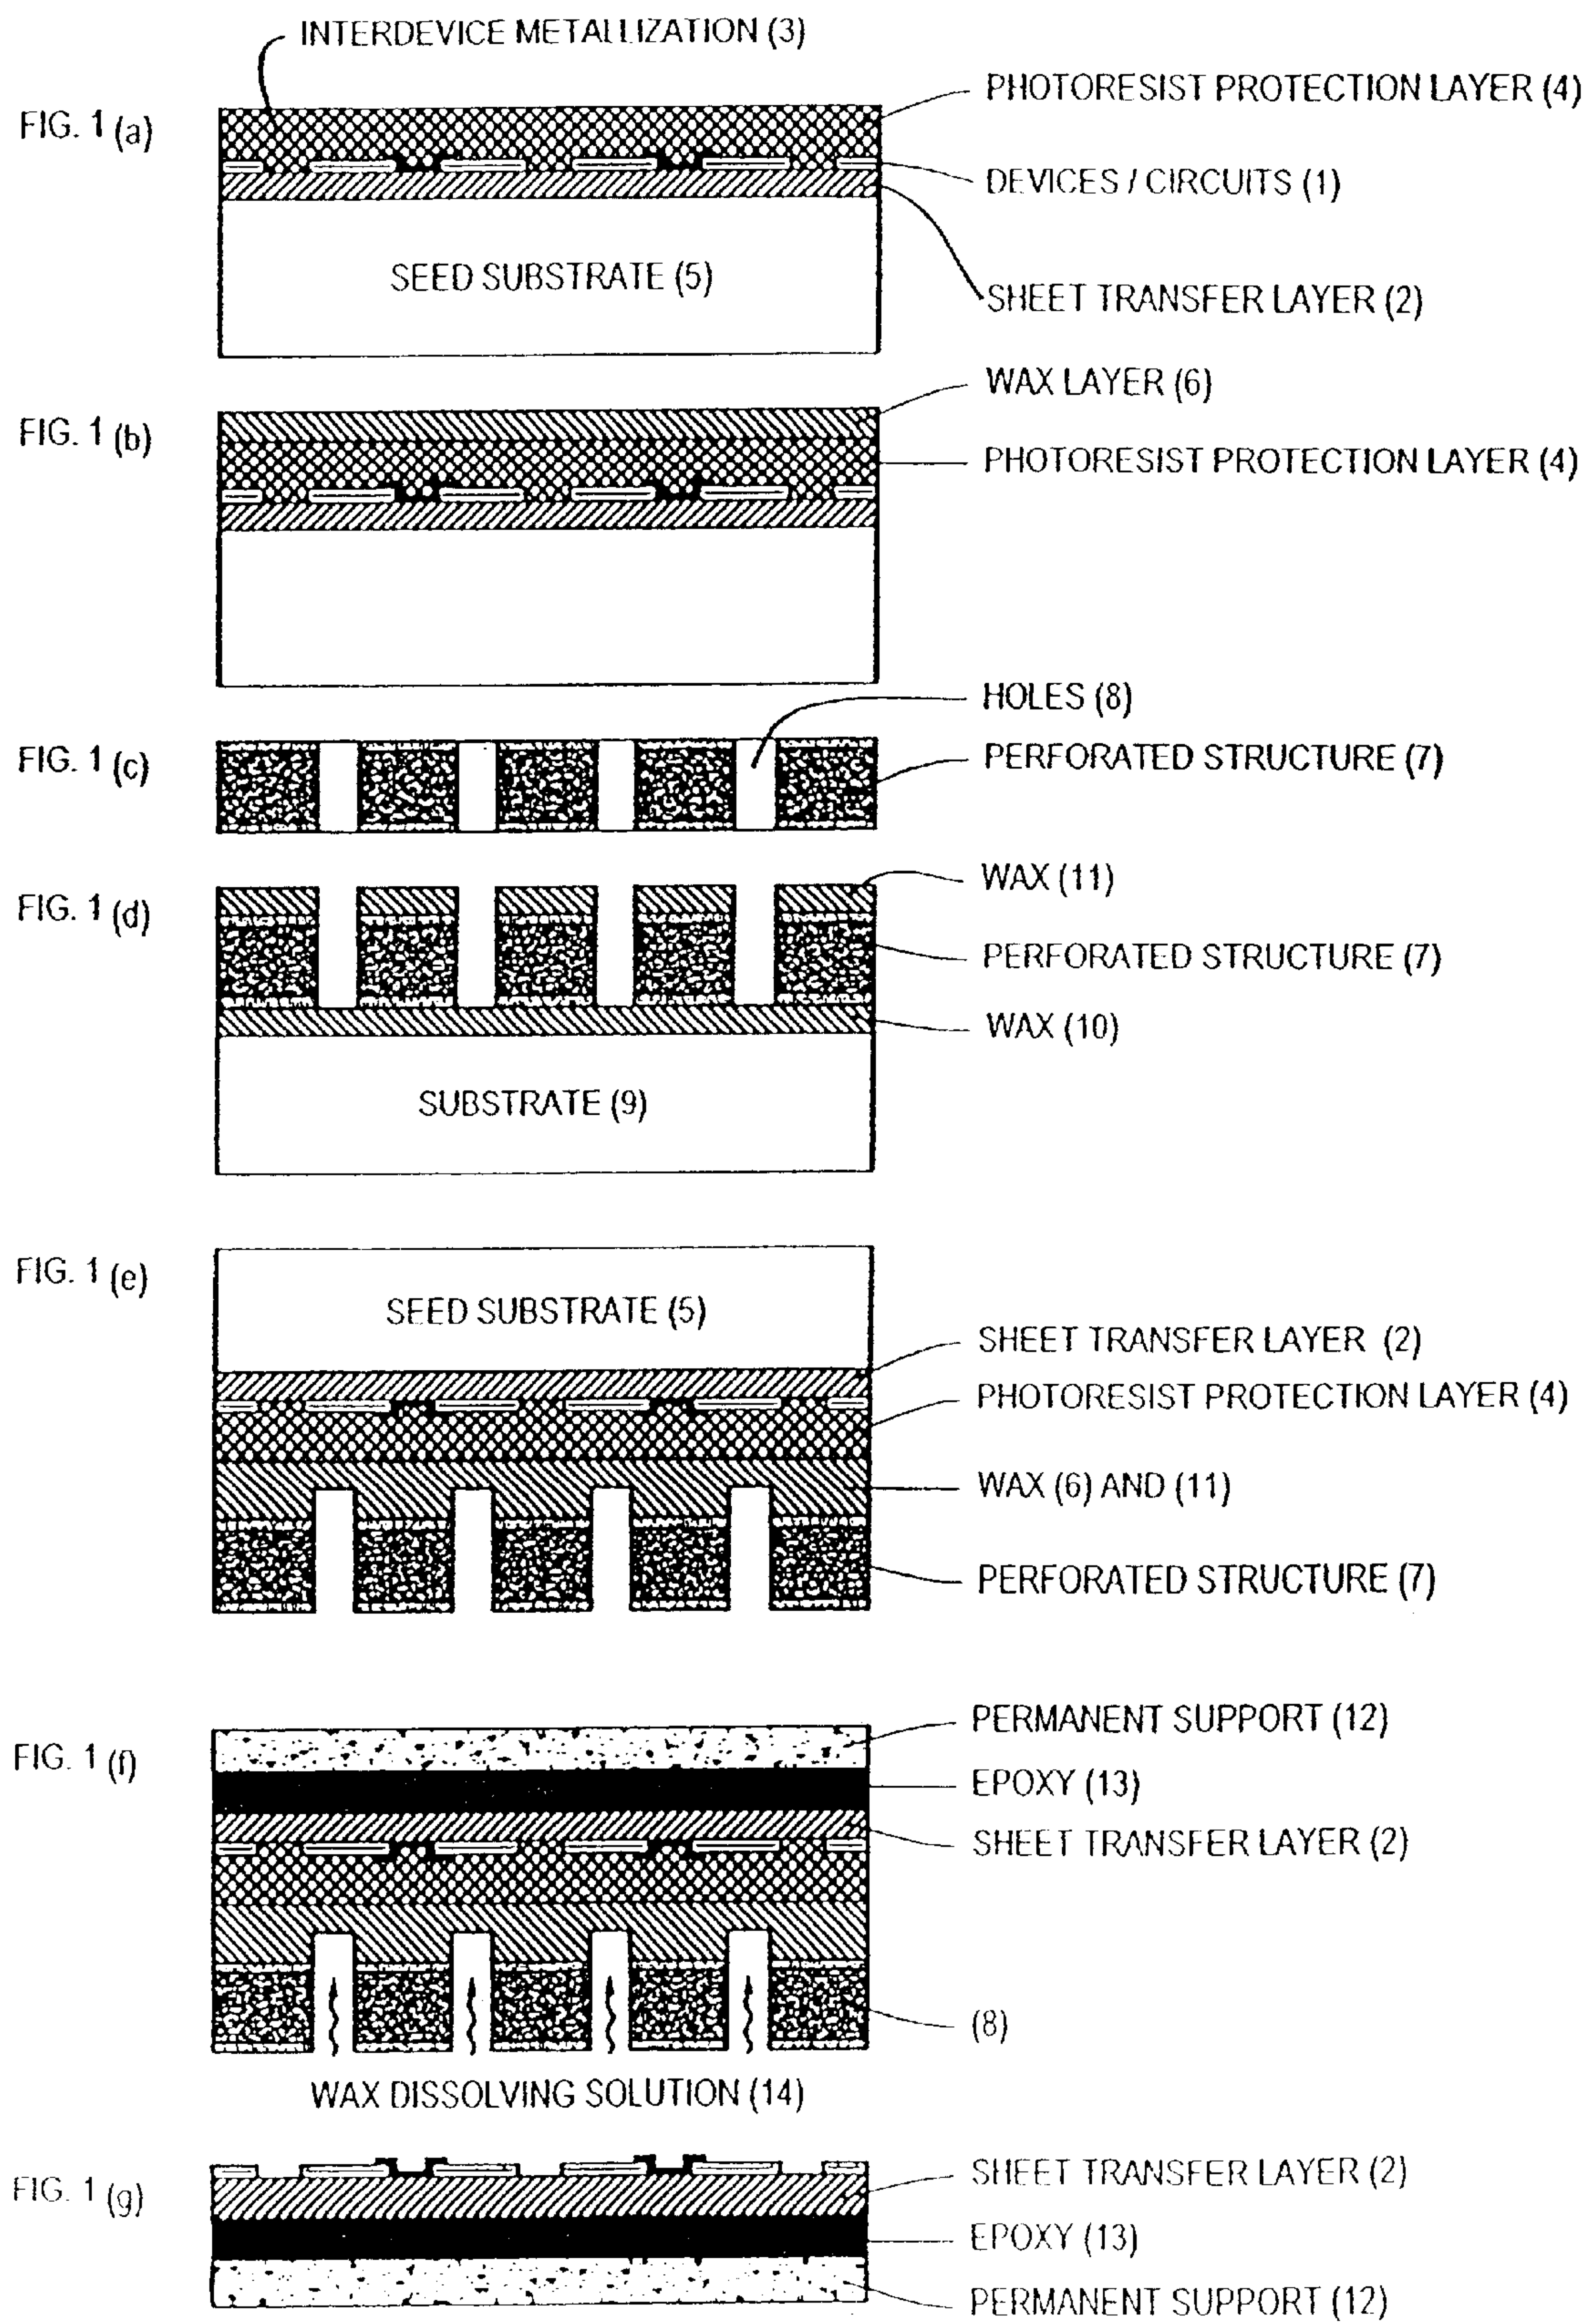 INTERDEVICE METALLIZATION (3)
FIG. 1 (a)
PHOTORESIST PROTECTION LAYER (4)
DEVICES / CIRCUITS (1)
SEED SUBSTRATE (5)
SHEET TRANSFER LAYER (2)
FIG. 1 (b)
WAX LAYER (6)
PHOTORESIST PROTECTION LAYER (4)
HOLES (8)
FIG. 1 (c)
PERFORATED STRUCTURE (7)
FIG. 1 (d)
WAX (11)
PERFORATED STRUCTURE (7)
WAX (10)
SUBSTRATE (9)
FIG. 1 (e)
SEED SUBSTRATE (5)
SHEET TRANSFER LAYER (2)
PHOTORESIST PROTECTION LAYER (4)
WAX (6) AND (11)
PERFORATED STRUCTURE (7)
FIG. 1 (f)
PERMANENT SUPPORT (12)
EPOXY (13)
SHEET TRANSFER LAYER (2)
(8)
WAX DISSOLVING SOLUTION (14)
FIG. 1 (g)
SHEET TRANSFER LAYER (2)
EPOXY (13)
PERMANENT SUPPORT (12)